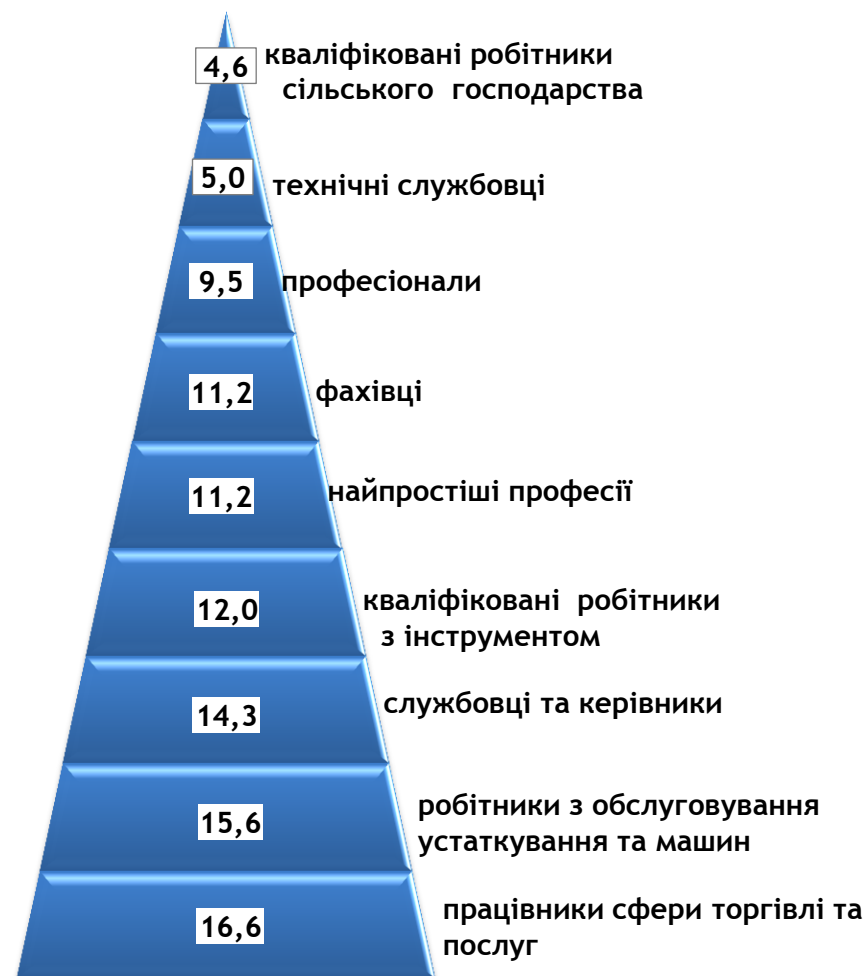 4,6
кваліфіковані робітники
сільського господарства
5,0
технічні службовці
9,5
професіонали
11,2
фахівці
11,2
найпростіші професії
12,0
кваліфіковані робітники
з інструментом
14,3
службовці та керівники
15,6
робітники з обслуговування
устаткування та машин
16,6
працівники сфери торгівлі та
послуг